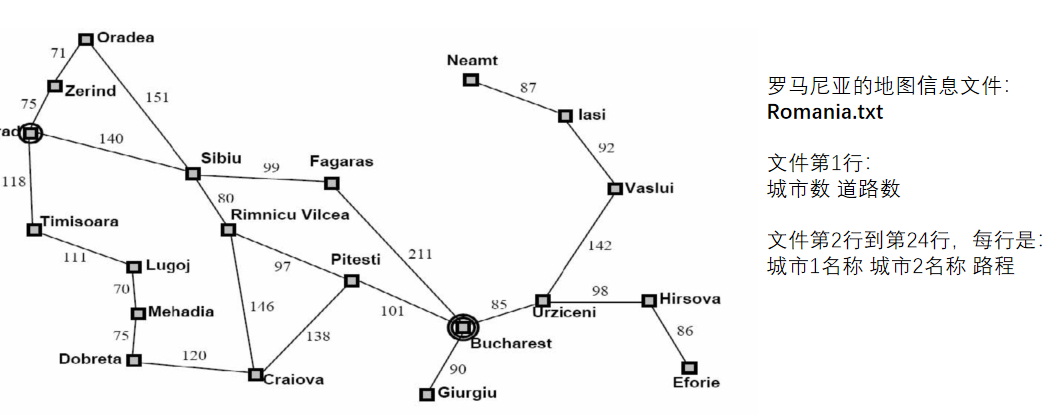 Oradea
71
Neamt
Zerind
87
75
151
Iasi
rad
140
92
Sibiu
99
Fagaras
118
80
Vaslui
Timisoara
Rimnicu Vilcea
111
142
Lugoj
97
Pitesti
211
70
98
Mehadia
146
101
85
Urziceni
Hirsova
75
138
86
Dobreta
120
Bucharest
Craiova
90
Eforie
Giurgiu
罗马尼亚的地图信息文件：
Romania.txt
文件第1行：
城市数 道路数
文件第2行到第24行，每行是：
城市1名称 城市2名称 路程